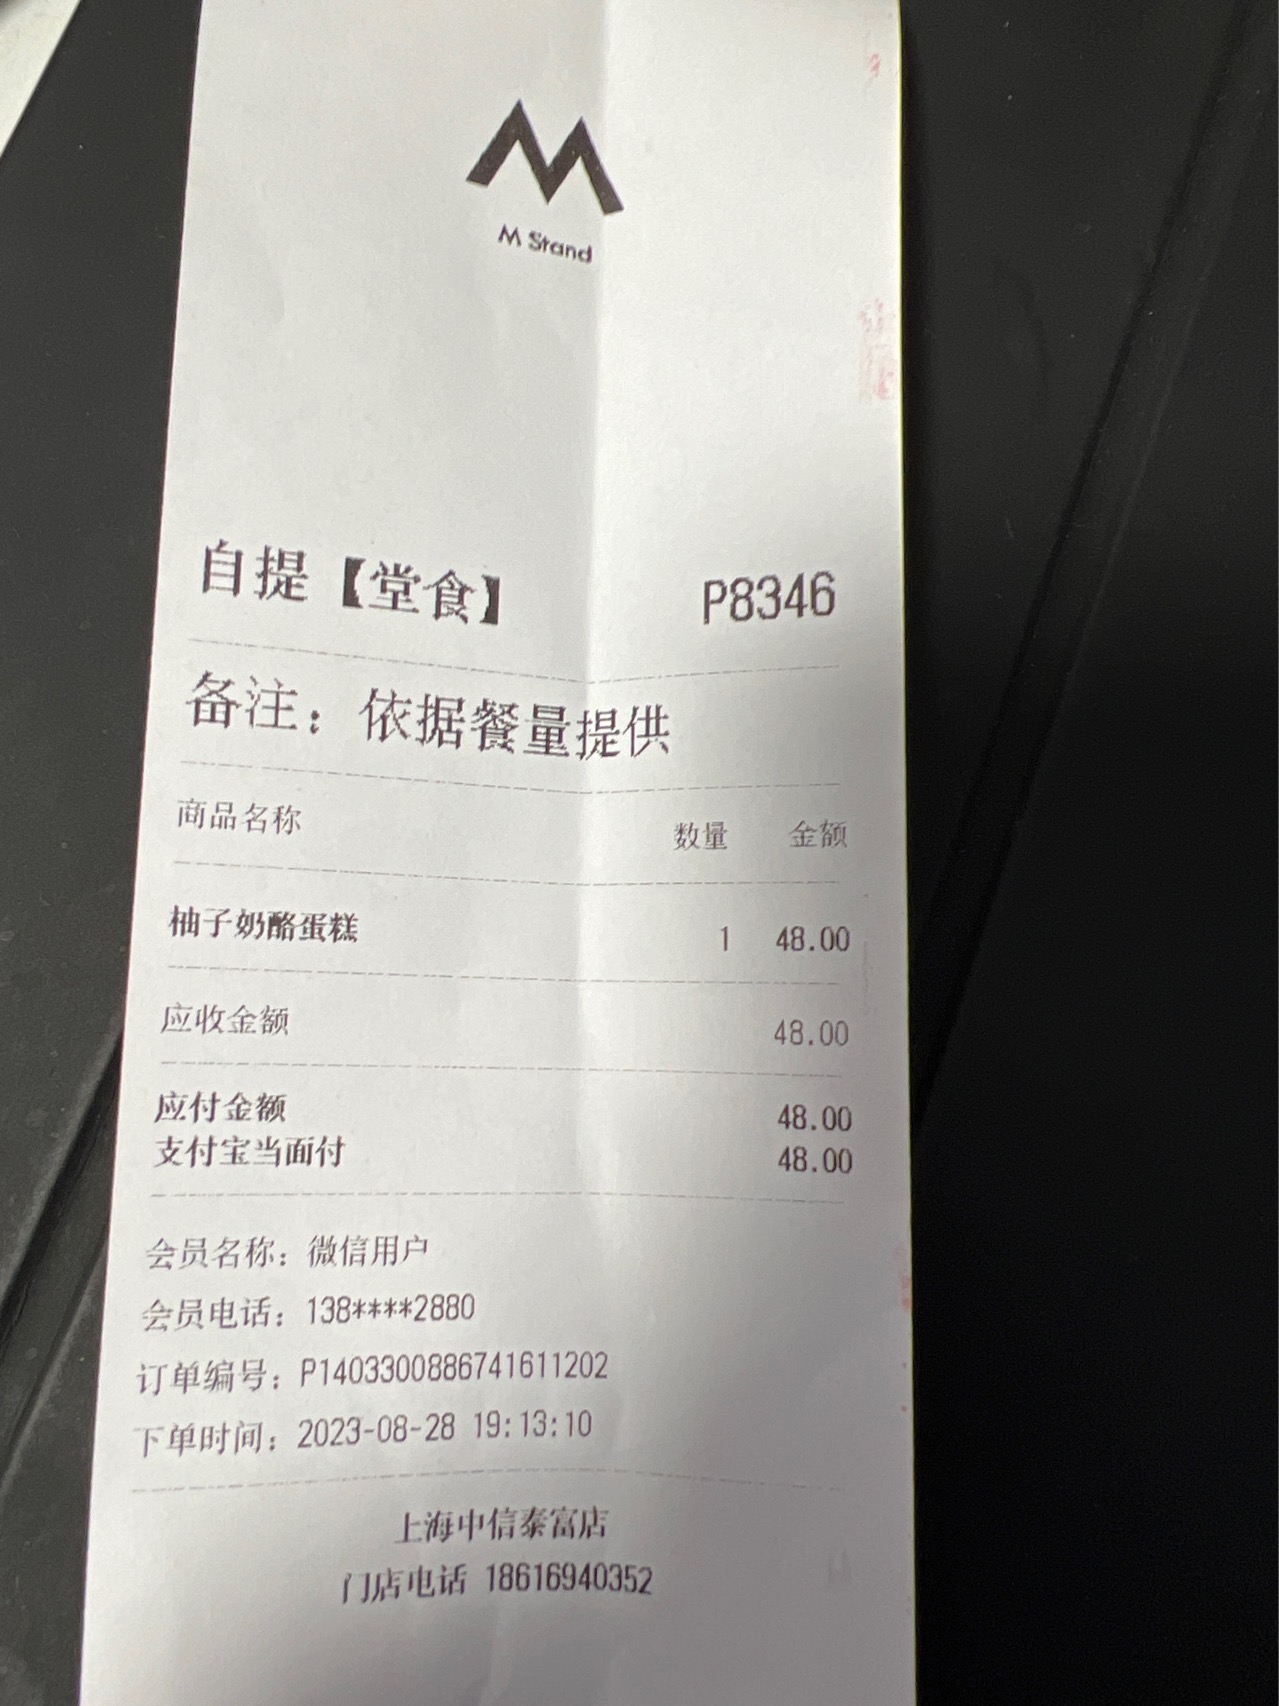 M Stand
自提【堂食】 P8346
备注：依据餐量提供
商品名称 数量 金额
柚子奶酪蛋糕 1 48.00
应收金额 48.00
应付金额 48.00
支付宝当面付 48.00
会员名称：微信用户
会员电话：138****2880
订单编号：P1403300886741611202
下单时间：2023-08-28 19:13:10
上海中信泰富店
门店电话 18616940352